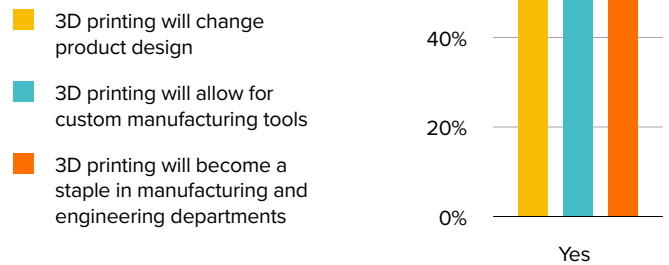 3D printing will change
product design
3D printing will allow for
custom manufacturing tools
3D printing will become a
staple in manufacturing and
engineering departments
40%
20%
0%
Yes